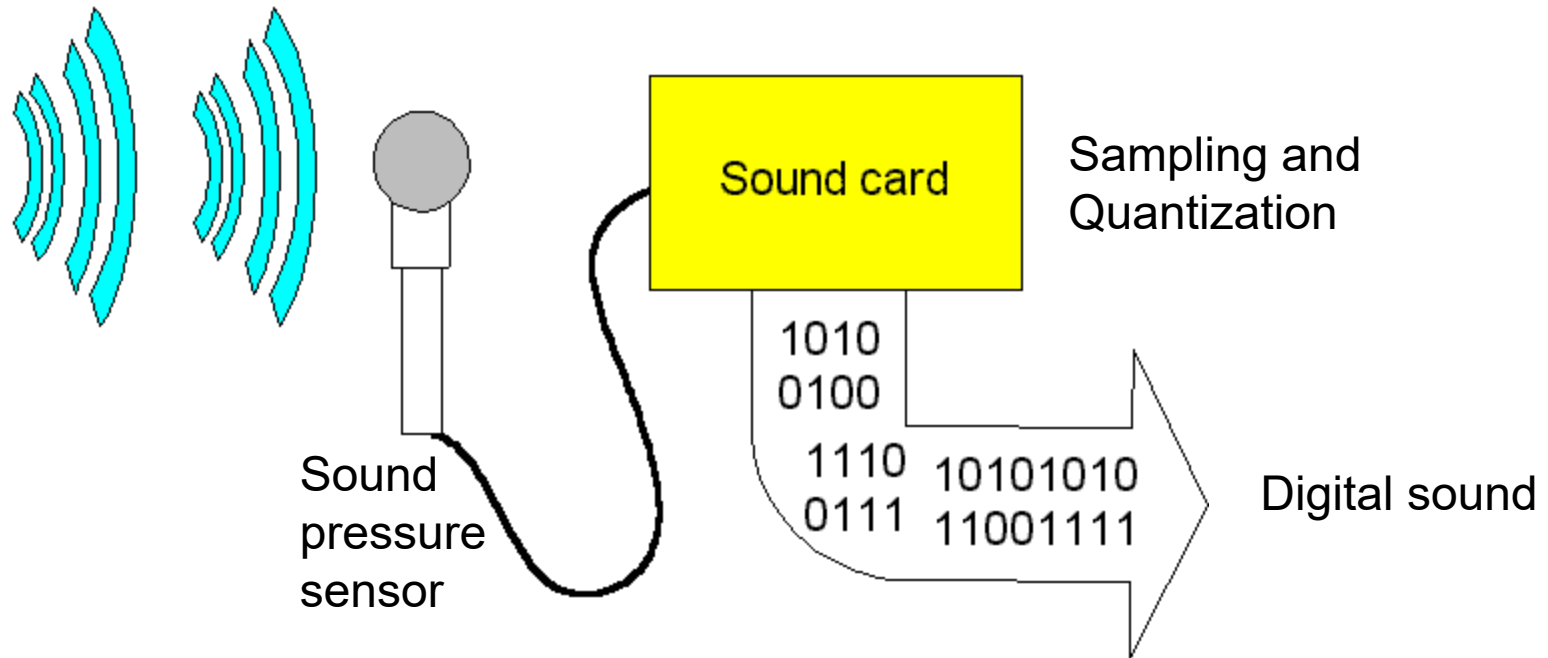 Sound card
Sampling and
Quantization
1010
0100
1110
0111
10101010
11001111
Sound
pressure
sensor
Digital sound